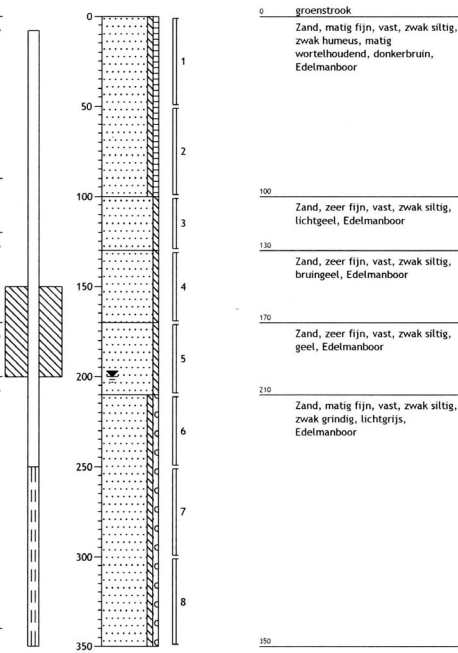 0
50
100
150
200
250
300
350
1
2
3
4
5
6
7
8
0 groenstrook
Zand, matig fijn, vast, zwak siltig,
zwak humeus, matig
wortelhoudend, donkerbruin,
Edelmanboor
100
Zand, zeer fijn, vast, zwak siltig,
lichtgeel, Edelmanboor
130
Zand, zeer fijn, vast, zwak siltig,
bruingeel, Edelmanboor
170
Zand, zeer fijn, vast, zwak siltig,
geel, Edelmanboor
210
Zand, matig fijn, vast, zwak siltig,
zwak grindig, lichtgrijs,
Edelmanboor
350